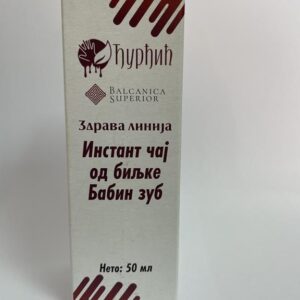 Ђурђић
BALCANICA
SUPERIOR
Здрава линија
Инстант чај
од биљке
Бабин зуб
Нето: 50 мл